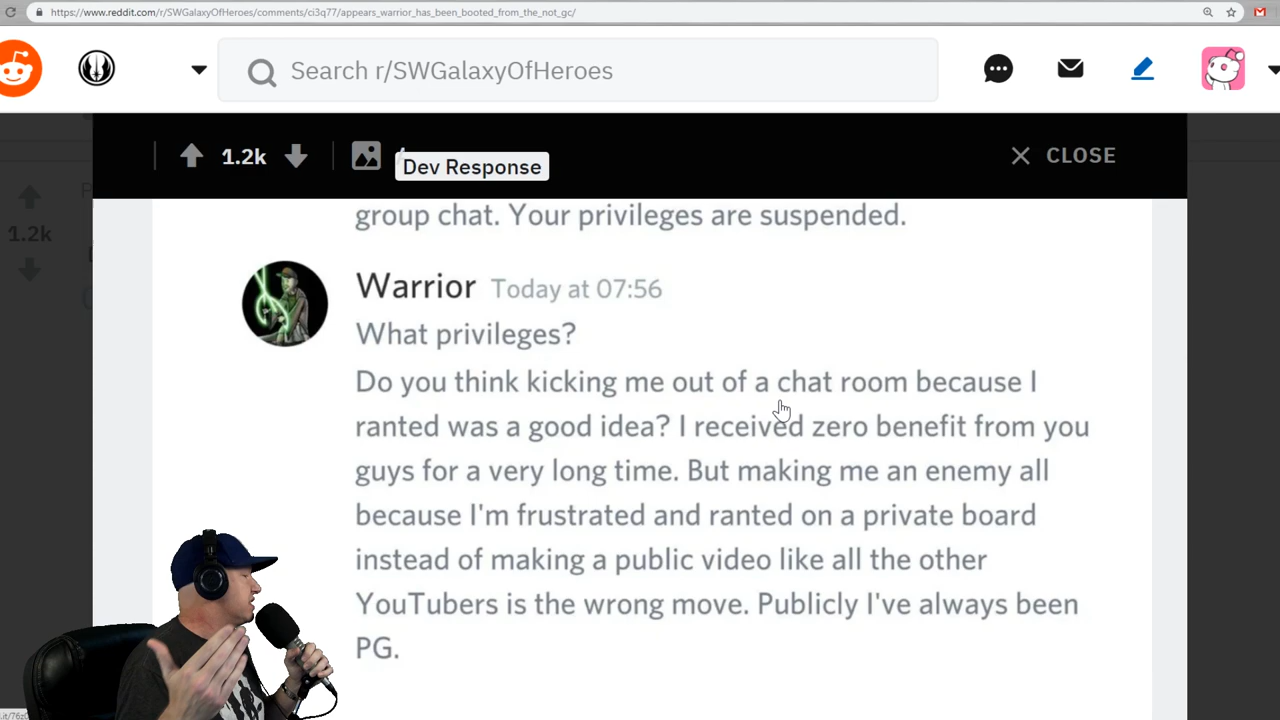 https://www.reddit.com/r/SWGalaxyOfHeroes/comments/ci3q77/appears_warrior_has_been_booted_from_the_not_gc/
Search r/SWGalaxyOfHeroes
1.2k
Dev Response
CLOSE
1.2k
group chat. Your privileges are suspended.
Warrior Today at 07:56
What privileges?
Do you think kicking me out of a chat room because I
ranted was a good idea? I received zero benefit from you
guys for a very long time. But making me an enemy all
because I'm frustrated and ranted on a private board
instead of making a public video like all the other
YouTubers is the wrong move. Publicly I've always been
PG.